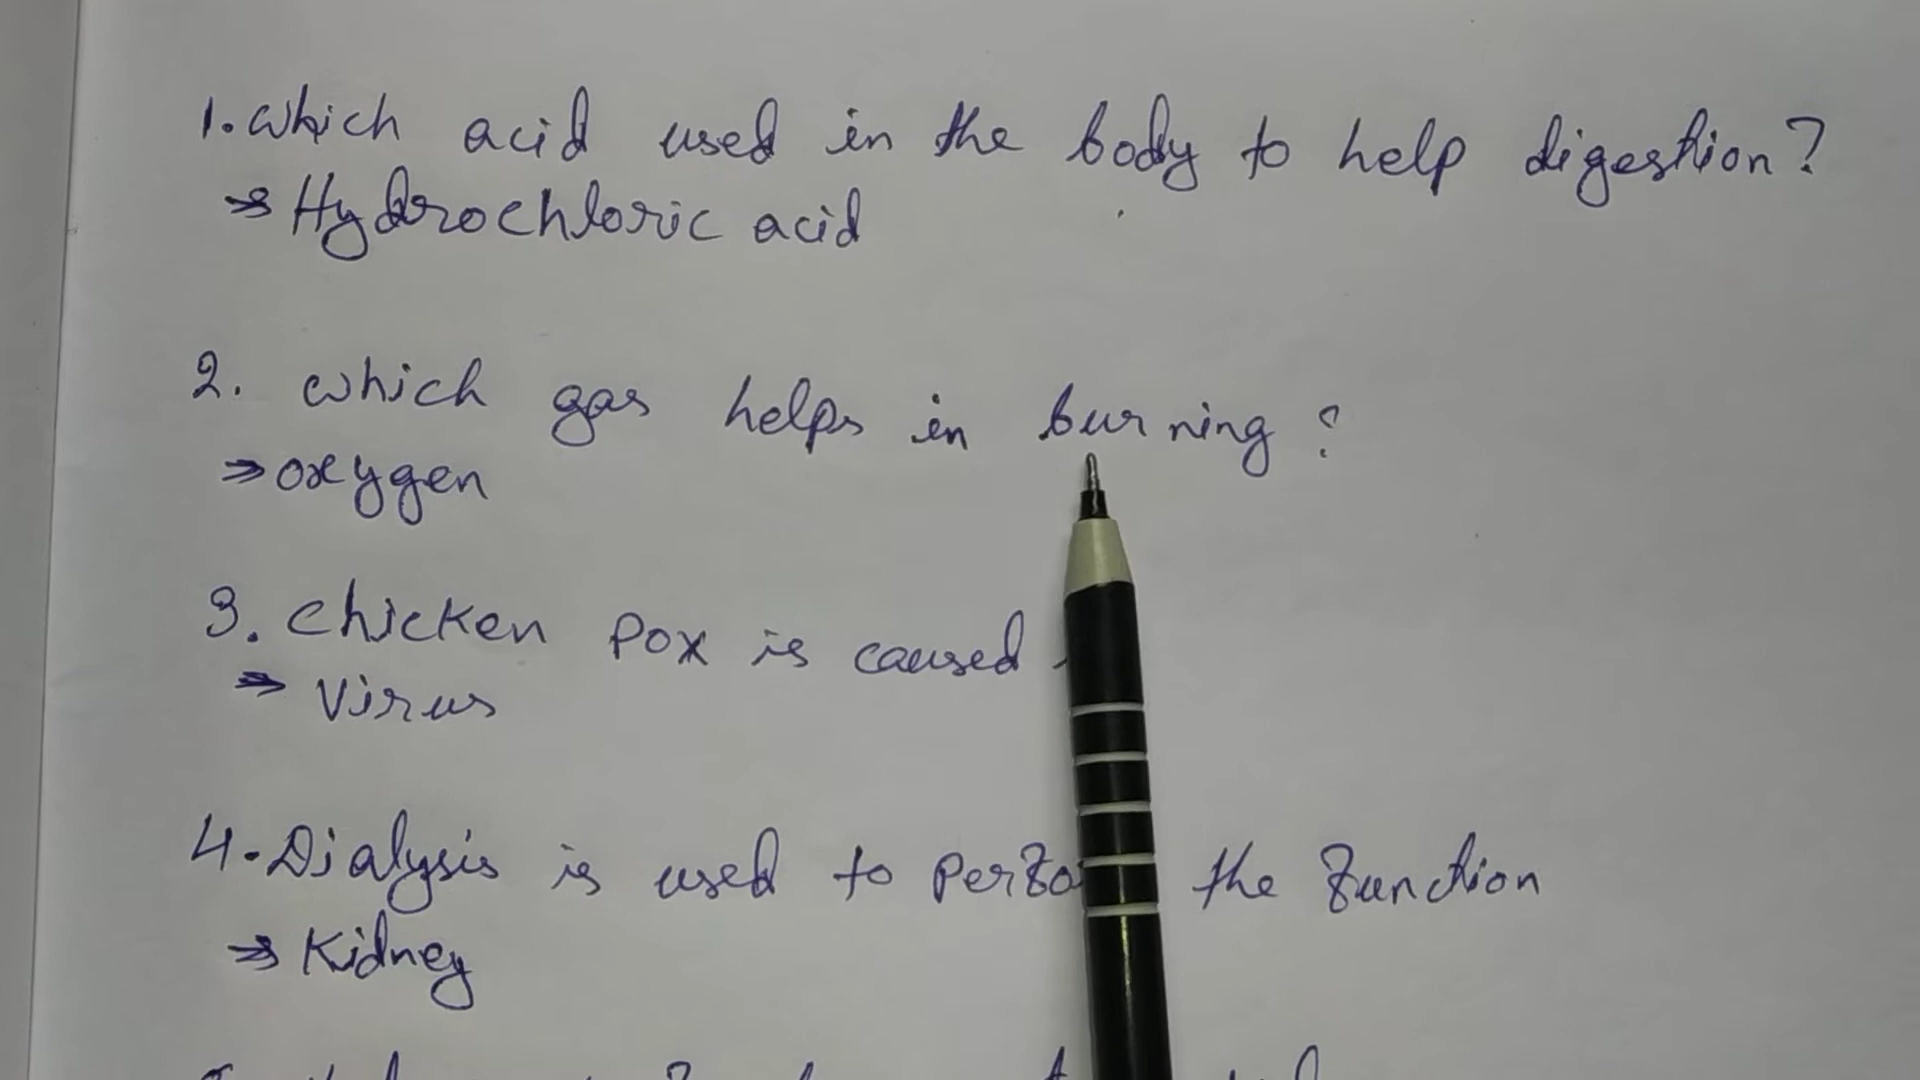 1. Which acid used in the body to help digestion?
⇒ Hydrochloric acid
2. Which gas helps in burning?
⇒ Oxygen
3. Chicken Pox is caused
⇒ Virus
4. Dialysis is used to the function
⇒ Kidney